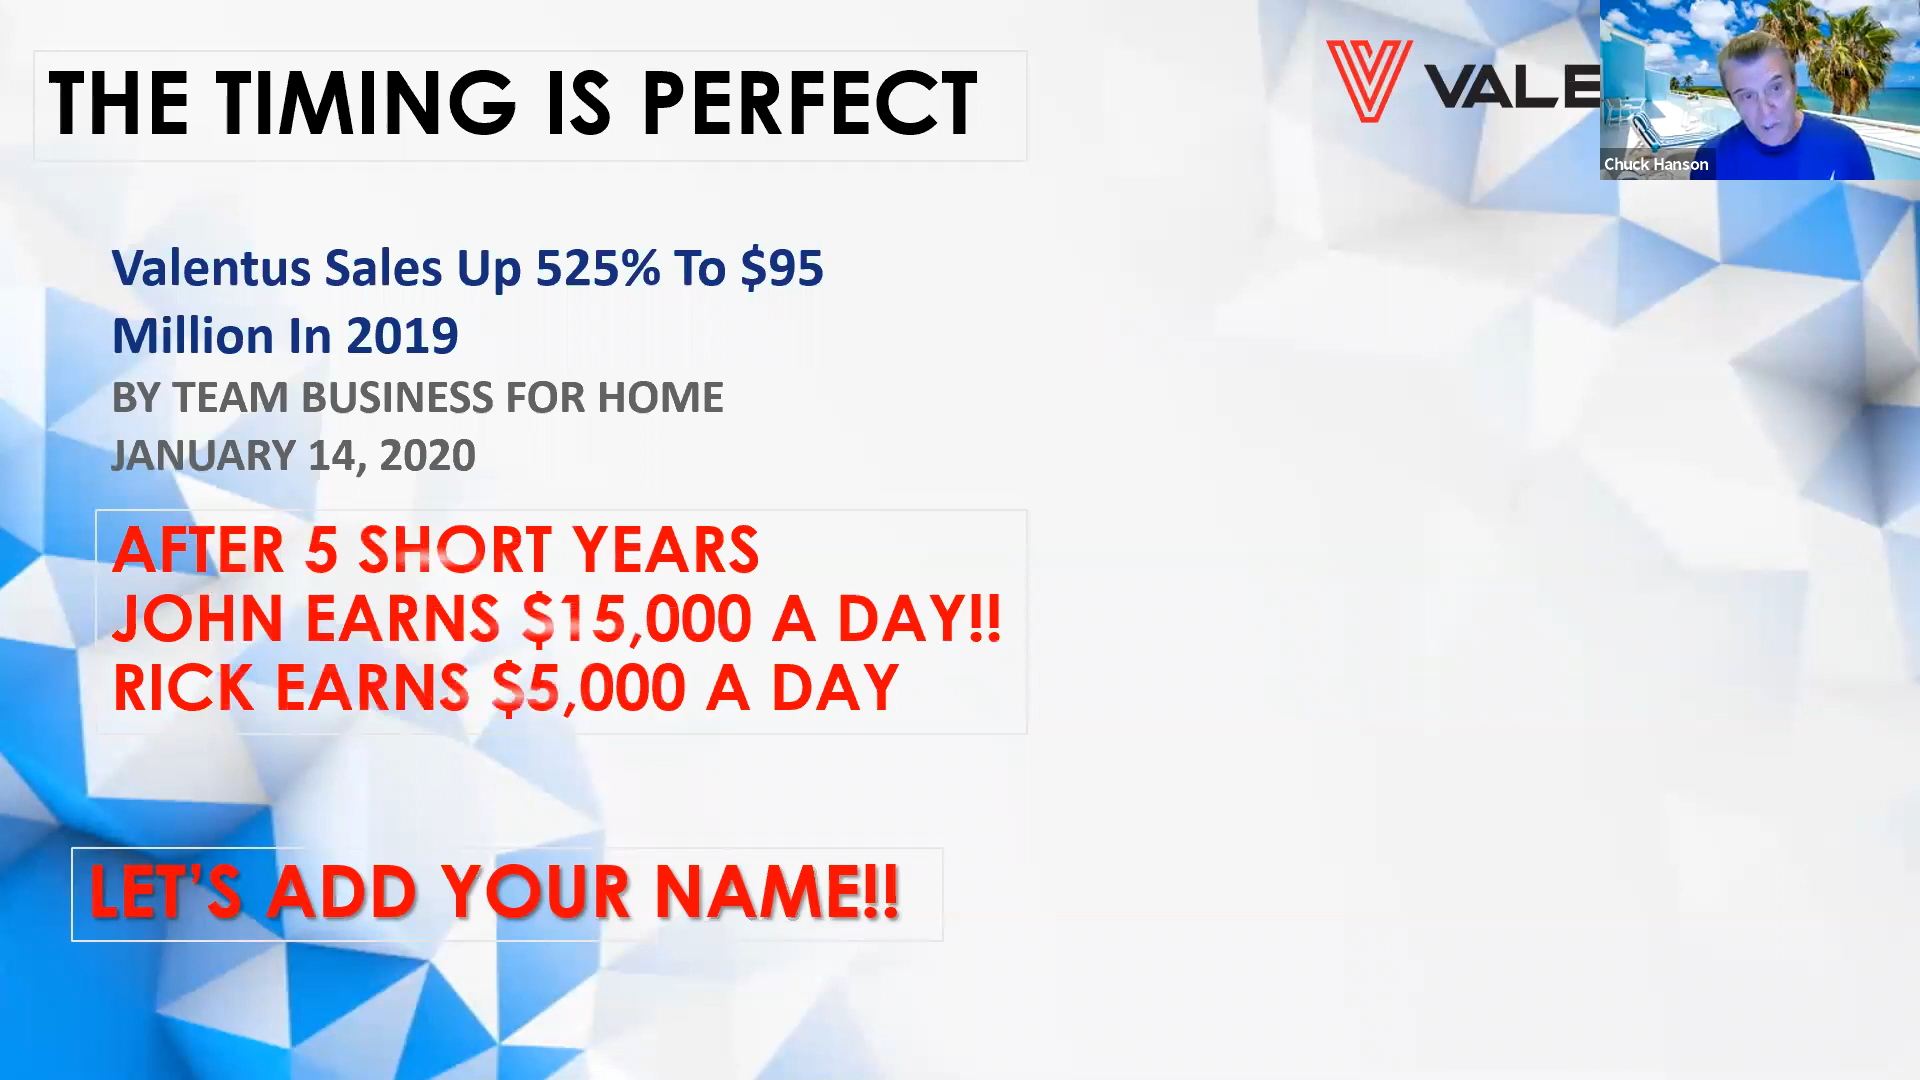 THE TIMING IS PERFECT
VALE
Chuck Hanson
Valentus Sales Up 525% To $95
Million In 2019
BY TEAM BUSINESS FOR HOME
JANUARY 14, 2020
AFTER 5 SHORT YEARS
JOHN EARNS $15,000 A DAY!!
RICK EARNS $5,000 A DAY
LET'S ADD YOUR NAME!!